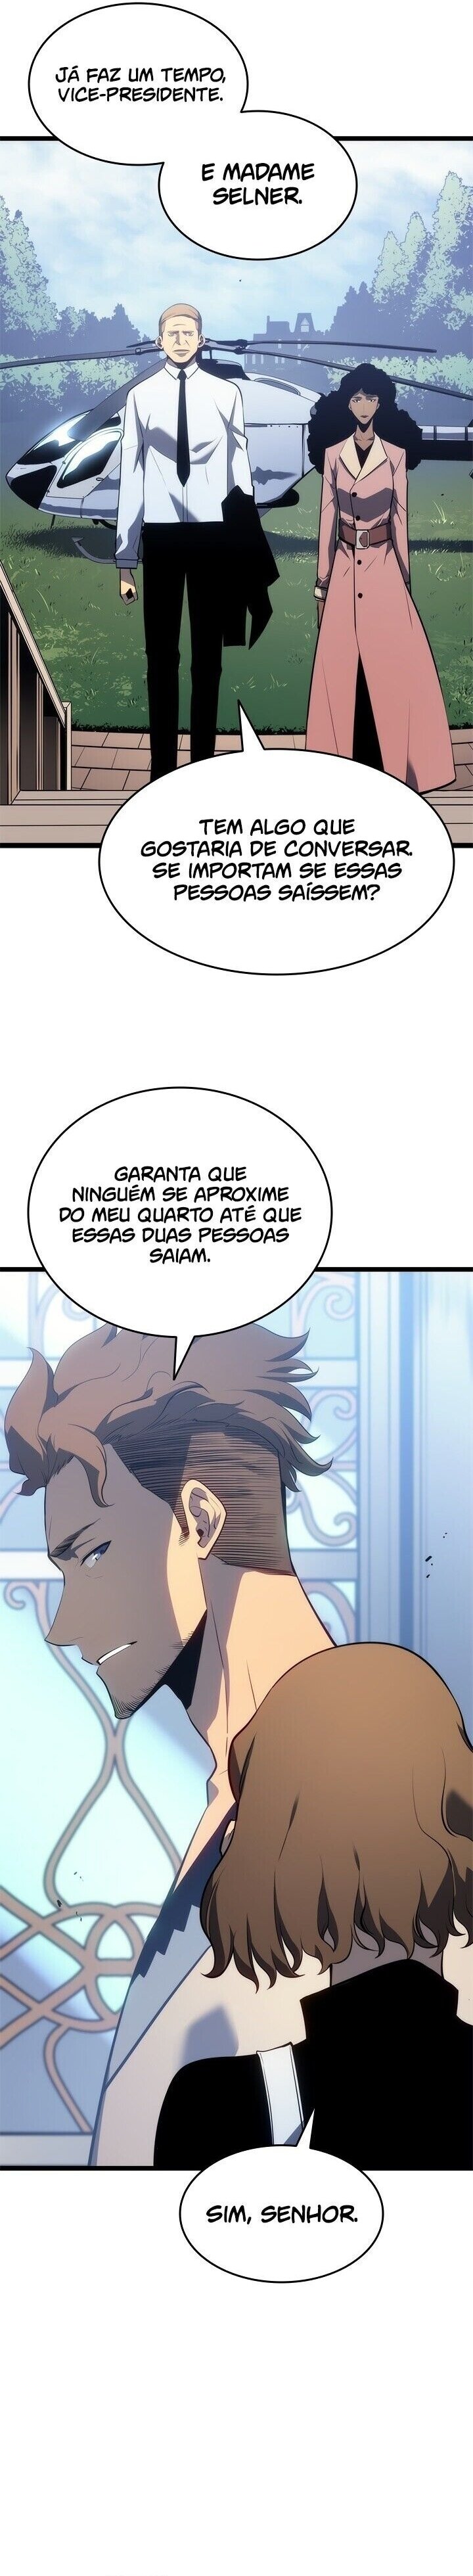 JÁ FAZ UM TEMPO,
VICE-PRESIDENTE.
E MADAME
SELNER.
TEM ALGO QUE
GOSTARIA DE CONVERSAR.
SE IMPORTAM SE ESSAS
PESSOAS SAÍSSEM?
GARANTA QUE
NINGUÉM SE APROXIME
DO MEU QUARTO ATÉ QUE
ESSAS DUAS PESSOAS
SAIAM.
SIM, SENHOR.